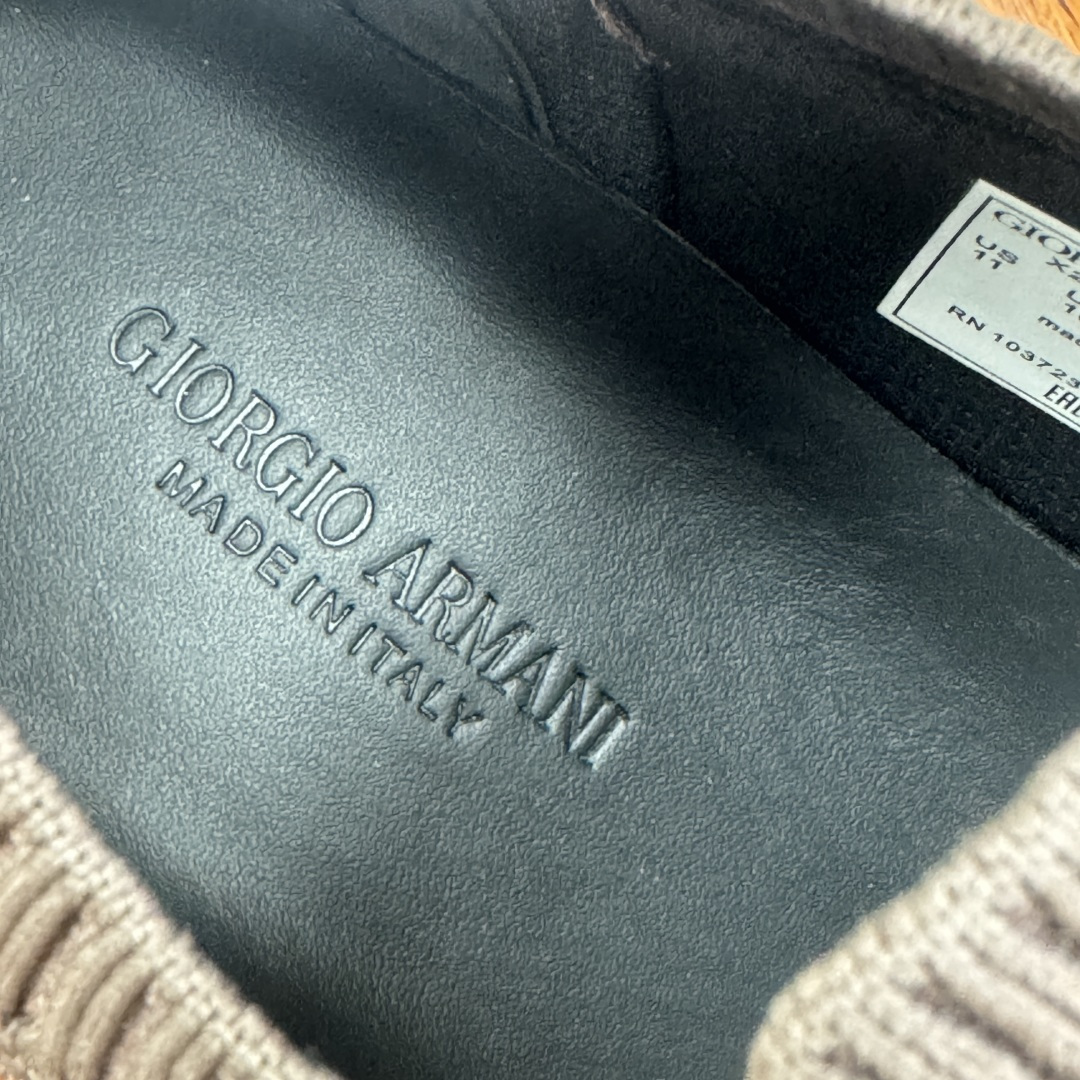 GIORGIO ARMANI
MADE IN ITALY
US
11
RN 103723